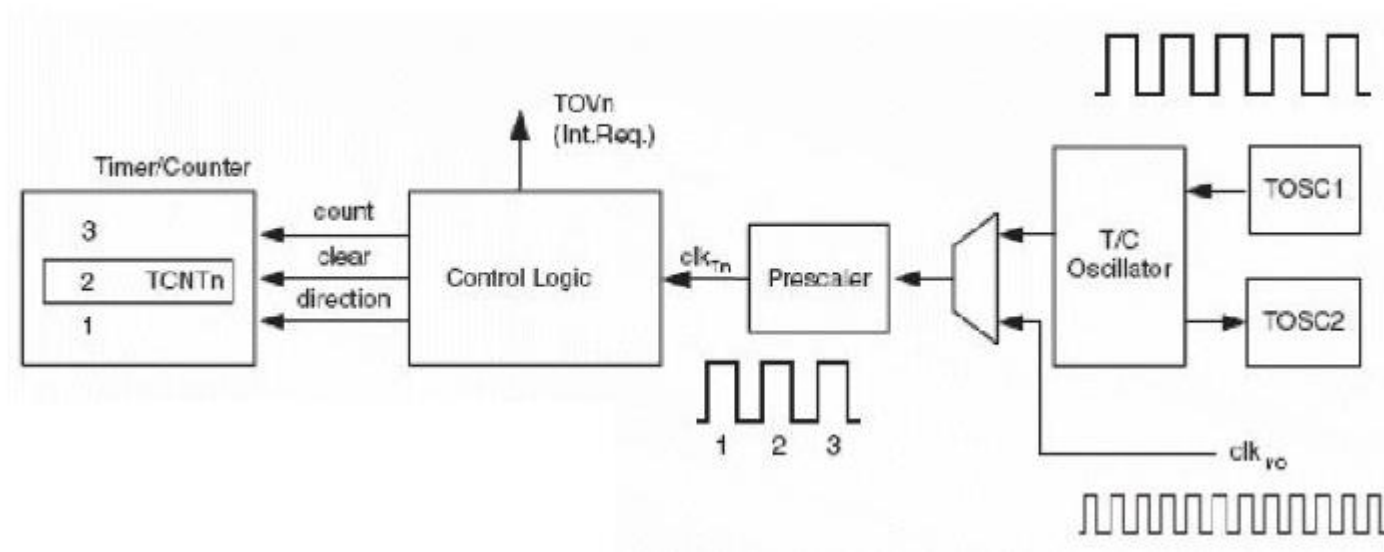 TOVn
(Int.Req.)
Timer/Counter
3
2 TCNTn
1
count
clear
direction
Control Logic
clkTn
Prescaler
1 2 3
T/C
Oscillator
TOSC1
TOSC2
clkI/O